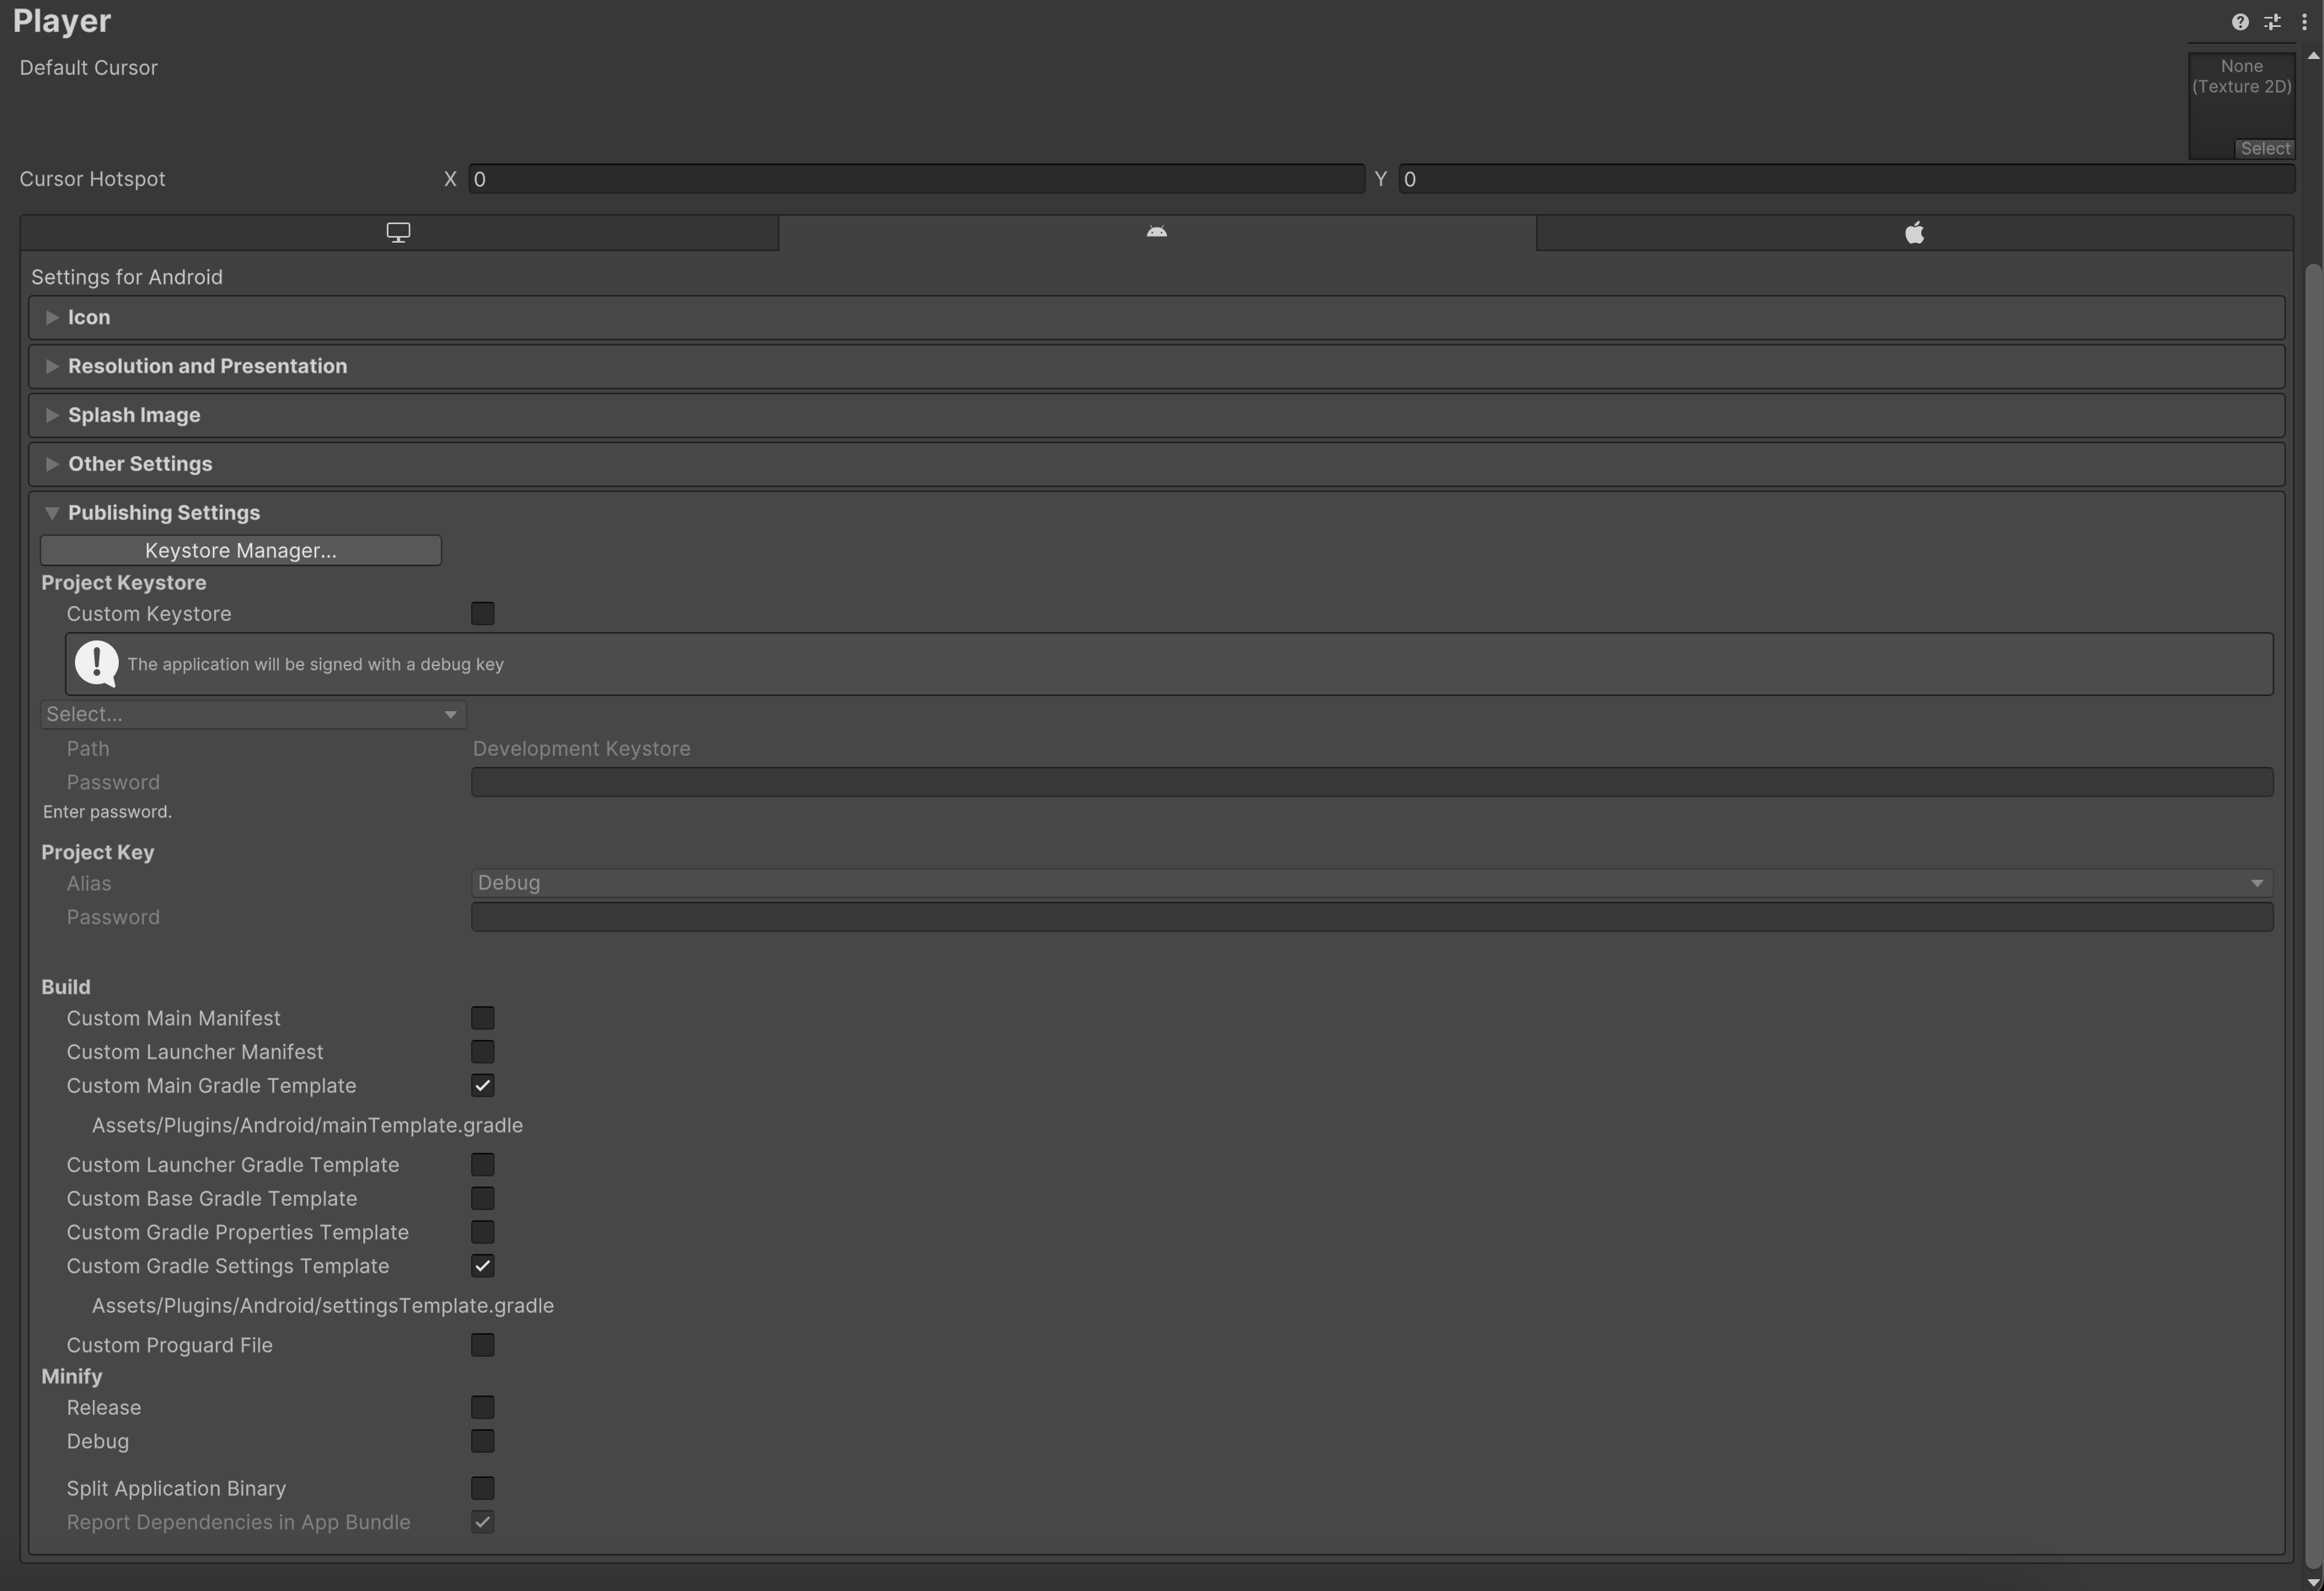 Player
Default Cursor
None
(Texture 2D)
Select
Cursor Hotspot X 0 Y 0
Settings for Android
Icon
Resolution and Presentation
Splash Image
Other Settings
Publishing Settings
Keystore Manager...
Project Keystore
Custom Keystore
The application will be signed with a debug key
Select...
Path Development Keystore
Password
Enter password.
Project Key
Alias Debug
Password
Build
Custom Main Manifest
Custom Launcher Manifest
Custom Main Gradle Template
Assets/Plugins/Android/mainTemplate.gradle
Custom Launcher Gradle Template
Custom Base Gradle Template
Custom Gradle Properties Template
Custom Gradle Settings Template
Assets/Plugins/Android/settingsTemplate.gradle
Custom Proguard File
Minify
Release
Debug
Split Application Binary
Report Dependencies in App Bundle